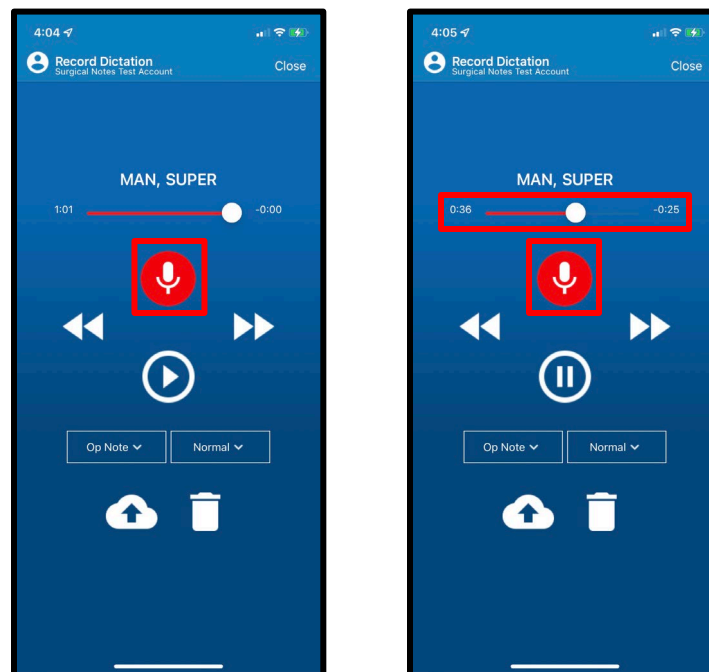 4:04
Record Dictation
Surgical Notes Test Account
Close
MAN, SUPER
1:01
-0:00
Op Note
Normal
4:05
Record Dictation
Surgical Notes Test Account
Close
MAN, SUPER
0:36
-0:25
Op Note
Normal